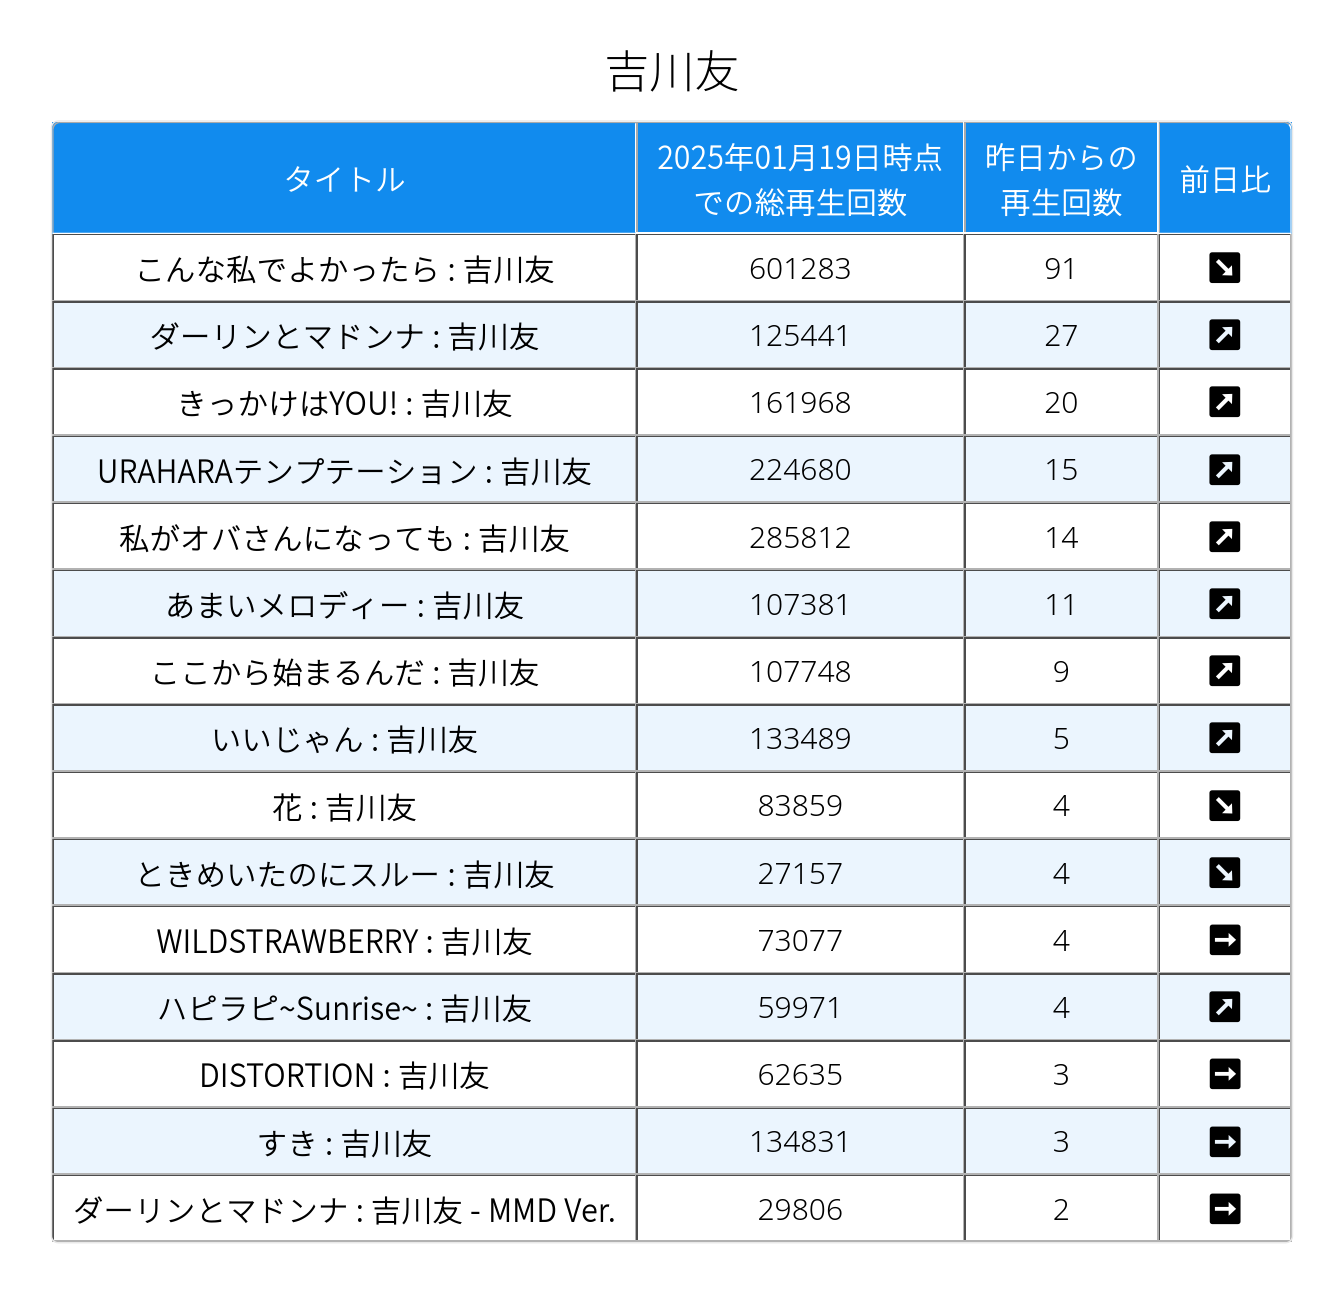 吉川友
タイトル
2025年01月19日時点
での総再生回数
昨日からの
再生回数
前日比
こんな私でよかったら : 吉川友 601283 91 ↘
ダーリンとマドンナ : 吉川友 125441 27 ↗
きっかけはYOU! : 吉川友 161968 20 ↗
URAHARAテンプテーション : 吉川友 224680 15 ↗
私がオバさんになっても : 吉川友 285812 14 ↗
あまいメロディー : 吉川友 107381 11 ↗
ここから始まるんだ : 吉川友 107748 9 ↗
いいじゃん : 吉川友 133489 5 ↗
花 : 吉川友 83859 4 ↘
ときめいたのにスルー : 吉川友 27157 4 ↘
WILDSTRAWBERRY : 吉川友 73077 4 →
ハピラピ~Sunrise~ : 吉川友 59971 4 ↗
DISTORTION : 吉川友 62635 3 →
すき : 吉川友 134831 3 →
ダーリンとマドンナ : 吉川友 - MMD Ver. 29806 2 →